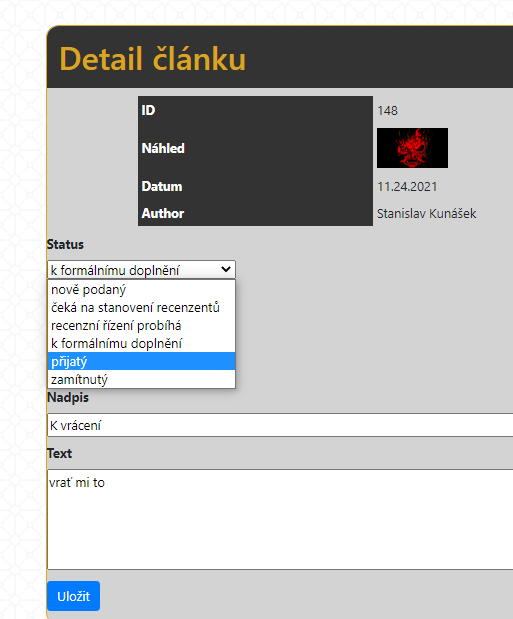 Detail článku
ID 148
Náhled
Datum 11.24.2021
Author Stanislav Kunášek
Status
k formálnímu doplnění
nově podaný
čeká na stanovení recenzentů
recenzní řízení probíhá
k formálnímu doplnění
přijatý
zamítnutý
Nadpis
K vrácení
Text
vrať mi to
Uložit